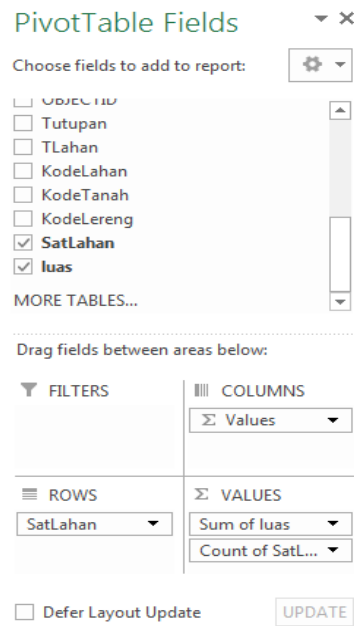 PivotTable Fields
Choose fields to add to report:
OBJECTID
Tutupan
TLahan
KodeLahan
KodeTanah
KodeLereng
SatLahan
luas
MORE TABLES...
Drag fields between areas below:
FILTERS
COLUMNS
Σ Values
ROWS
SatLahan
Σ VALUES
Sum of luas
Count of SatL...
Defer Layout Update
UPDATE